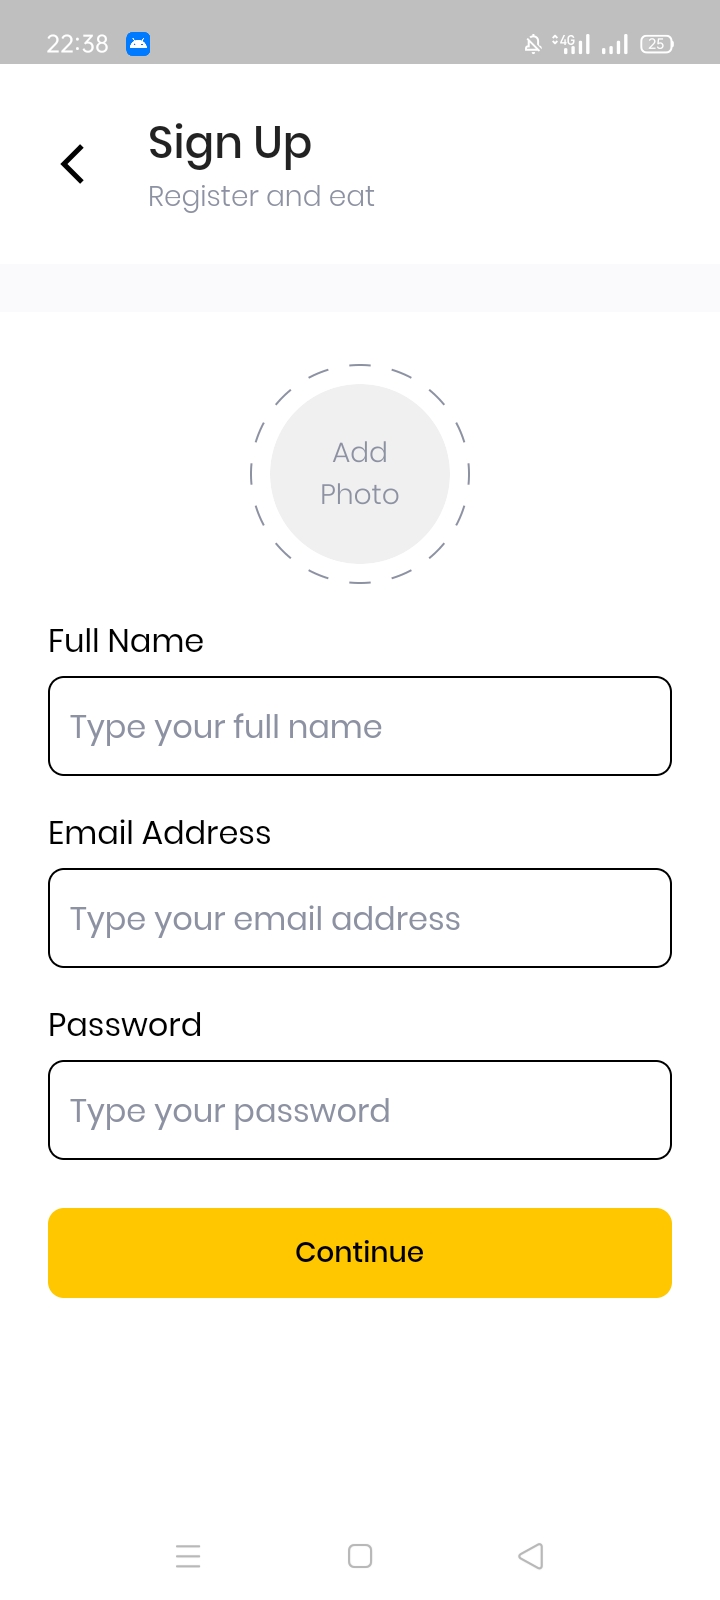 22:38
4G
25
Sign Up
Register and eat
Add
Photo
Full Name
Type your full name
Email Address
Type your email address
Password
Type your password
Continue